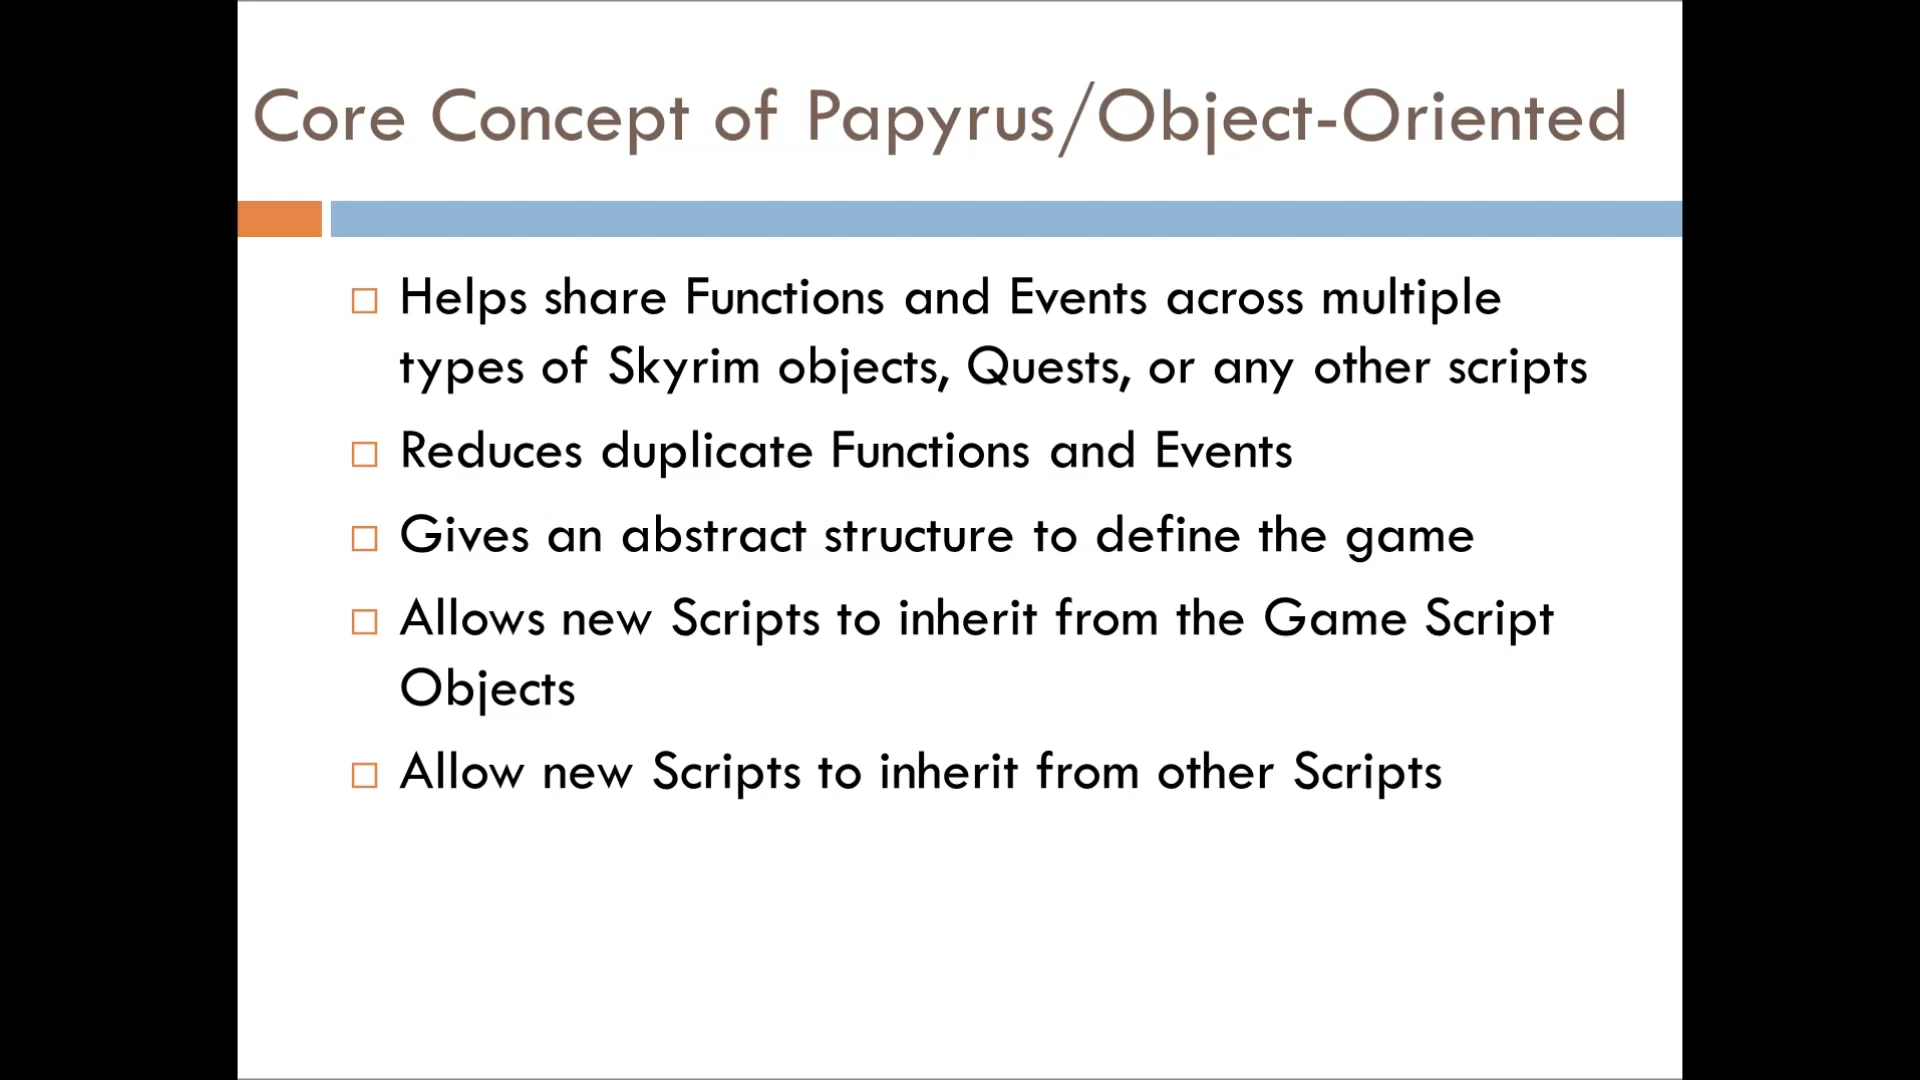 Core Concept of Papyrus/Object-Oriented
Helps share Functions and Events across multiple
types of Skyrim objects, Quests, or any other scripts
Reduces duplicate Functions and Events
Gives an abstract structure to define the game
Allows new Scripts to inherit from the Game Script
Objects
Allow new Scripts to inherit from other Scripts